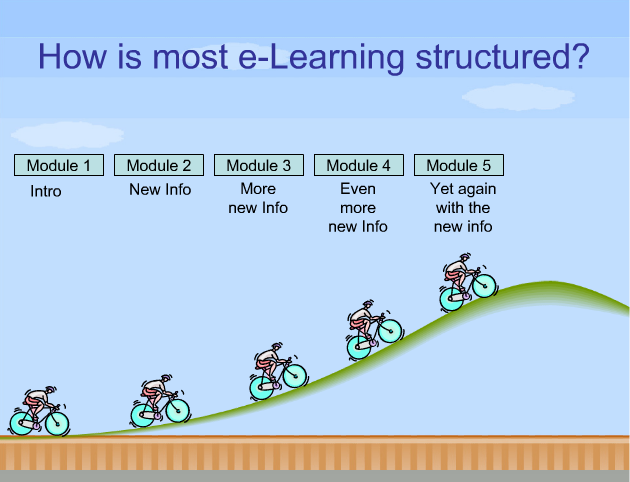 How is most e-Learning structured?
Module 1
Intro
Module 2
New Info
Module 3
More
new Info
Module 4
Even
more
new Info
Module 5
Yet again
with the
new info